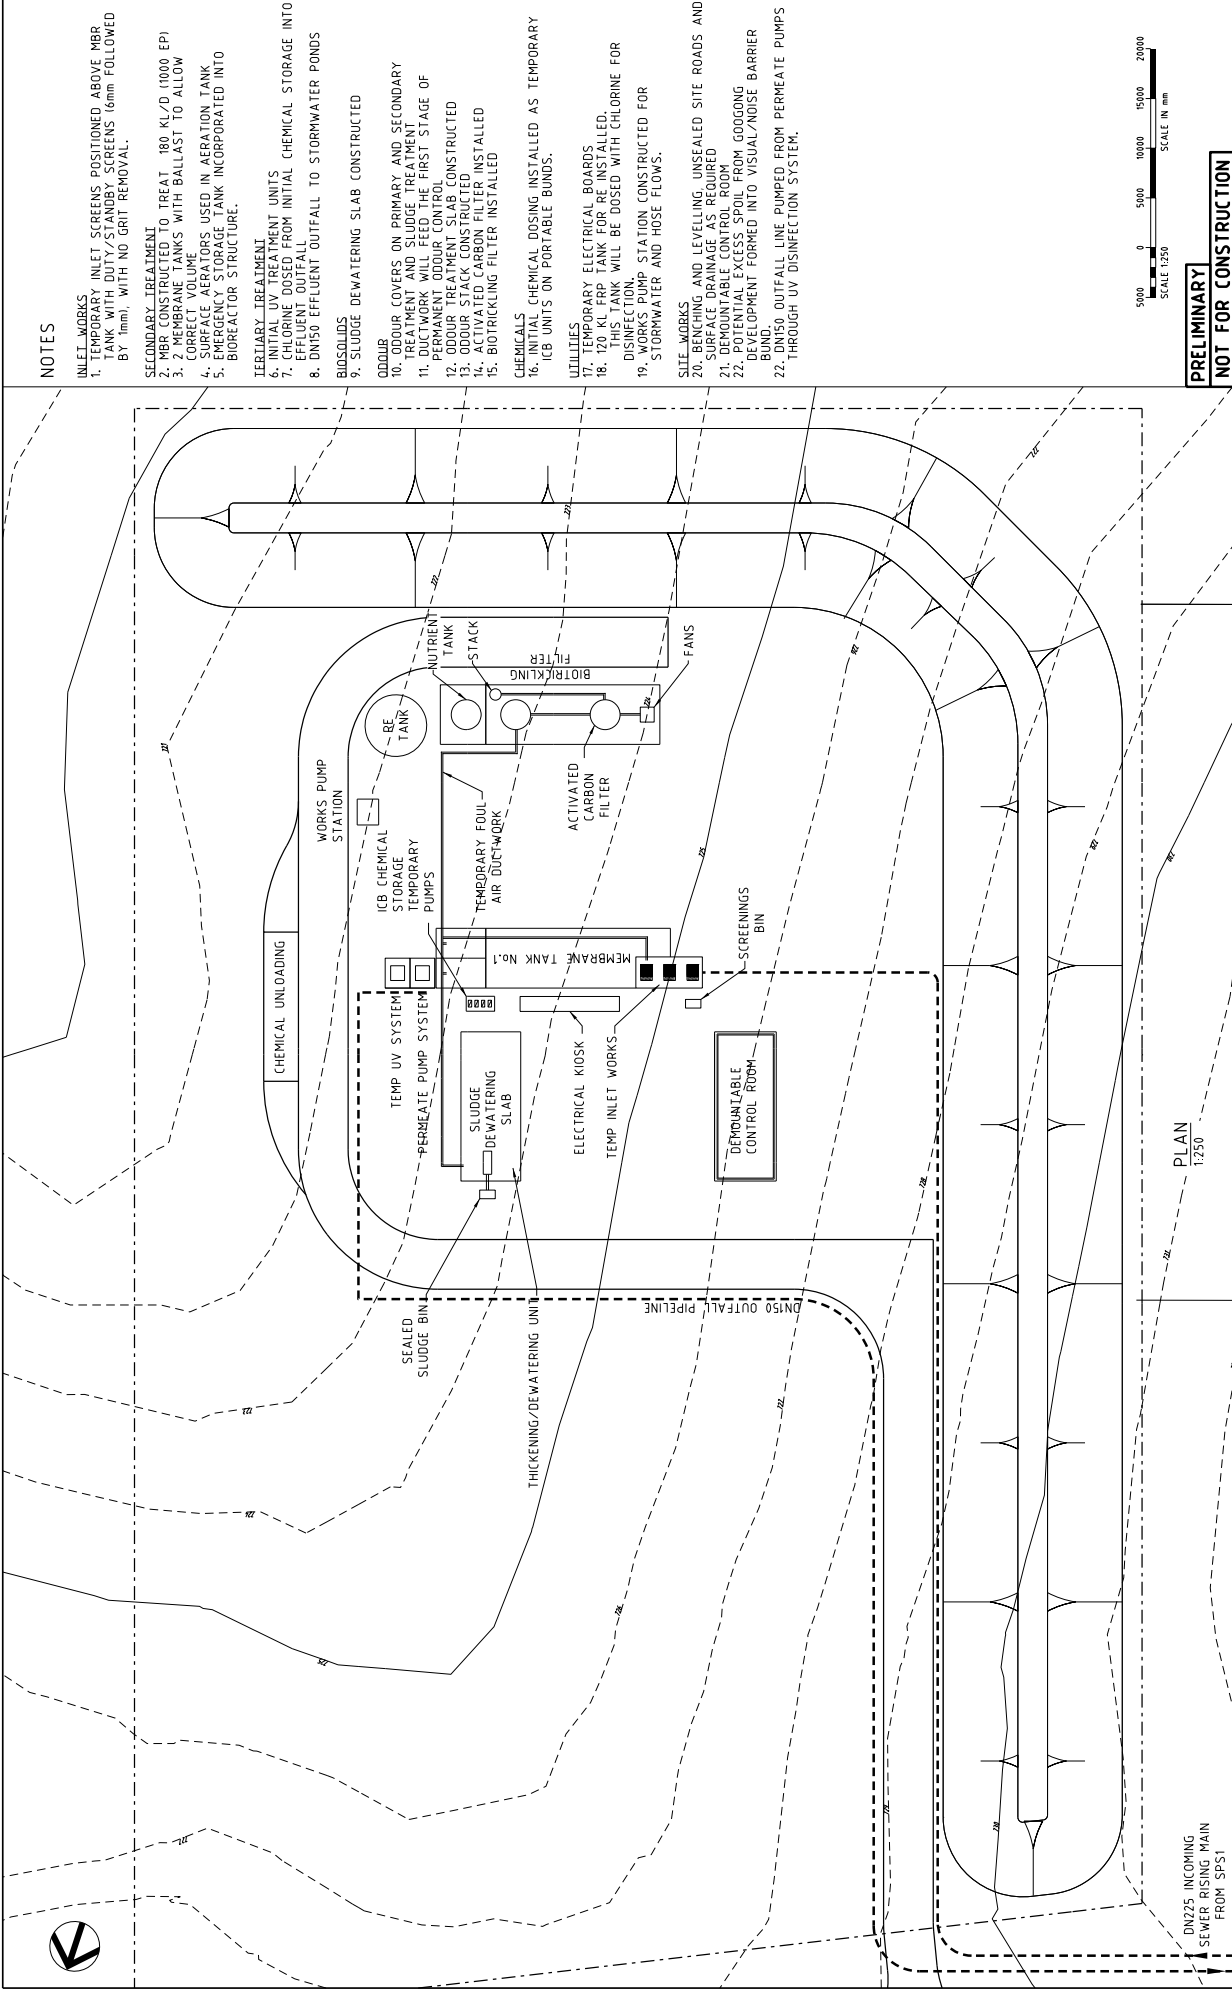 NOTES
INLET WORKS
1. TEMPORARY INLET SCREENS POSITIONED ABOVE MBR
TANK WITH DUTY/STANDBY SCREENS (6mm FOLLOWED
BY 1mm), WITH NO GRIT REMOVAL.
SECONDARY TREATMENT
2. MBR CONSTRUCTED TO TREAT 180 KL/D (1000 EP)
3. 2 MEMBRANE TANKS WITH BALLAST TO ALLOW
CORRECT VOLUME
4. SURFACE AERATORS USED IN AERATION TANK
5. EMERGENCY STORAGE TANK INCORPORATED INTO
BIOREACTOR STRUCTURE.
TERTIARY TREATMENT
6. INITIAL UV TREATMENT UNITS
7. CHLORINE DOSED FROM INITIAL CHEMICAL STORAGE INTO
EFFLUENT OUTFALL
8. DN150 EFFLUENT OUTFALL TO STORMWATER PONDS
BIOSOLIDS
9. SLUDGE DEWATERING SLAB CONSTRUCTED
ODOUR
10. ODOUR COVERS ON PRIMARY AND SECONDARY
TREATMENT AND SLUDGE TREATMENT
11. DUCTWORK WILL FEED THE FIRST STAGE OF
PERMANENT ODOUR CONTROL
12. ODOUR TREATMENT SLAB CONSTRUCTED
13. ODOUR STACK CONSTRUCTED
14. ACTIVATED CARBON FILTER INSTALLED
15. BIOTRICKLING FILTER INSTALLED
CHEMICALS
16. INITIAL CHEMICAL DOSING INSTALLED AS TEMPORARY
ICB UNITS ON PORTABLE BUNDS.
UTILITIES
17. TEMPORARY ELECTRICAL BOARDS
18. 120 KL FRP TANK FOR RE INSTALLED.
THIS TANK WILL BE DOSED WITH CHLORINE FOR
DISINFECTION.
19. WORKS PUMP STATION CONSTRUCTED FOR
STORMWATER AND HOSE FLOWS.
SITE WORKS
20. BENCHING AND LEVELLING, UNSEALED SITE ROADS AND
SURFACE DRAINAGE AS REQUIRED
21. DEMOUNTABLE CONTROL ROOM
22. POTENTIAL EXCESS SPOIL FROM GOOGONG
DEVELOPMENT FORMED INTO VISUAL/NOISE BARRIER
BUND.
22. DN150 OUTFALL LINE PUMPED FROM PERMEATE PUMPS
THROUGH UV DISINFECTION SYSTEM.
5000 0 5000 10000 15000 20000
SCALE 1:250 SCALE IN mm
PRELIMINARY
NOT FOR CONSTRUCTION
CHEMICAL UNLOADING
WORKS PUMP
STATION
RE
TANK
NUTRIENT
TANK
STACK
BIOTRICKLING
FILTER
FANS
ACTIVATED
CARBON
FILTER
ICB CHEMICAL
STORAGE
TEMPORARY
PUMPS
TEMPORARY FOUL
AIR DUCTWORK
MEMBRANE TANK No.1
SCREENINGS
BIN
TEMP UV SYSTEM
PERMEATE PUMP SYSTEM
SLUDGE
DEWATERING
SLAB
ELECTRICAL KIOSK
TEMP INLET WORKS
DEMOUNTABLE
CONTROL ROOM
SEALED
SLUDGE BIN
THICKENING/DEWATERING UNIT
DN150 OUTFALL PIPELINE
PLAN
1:250
DN225 INCOMING
SEWER RISING MAIN
FROM SPS1